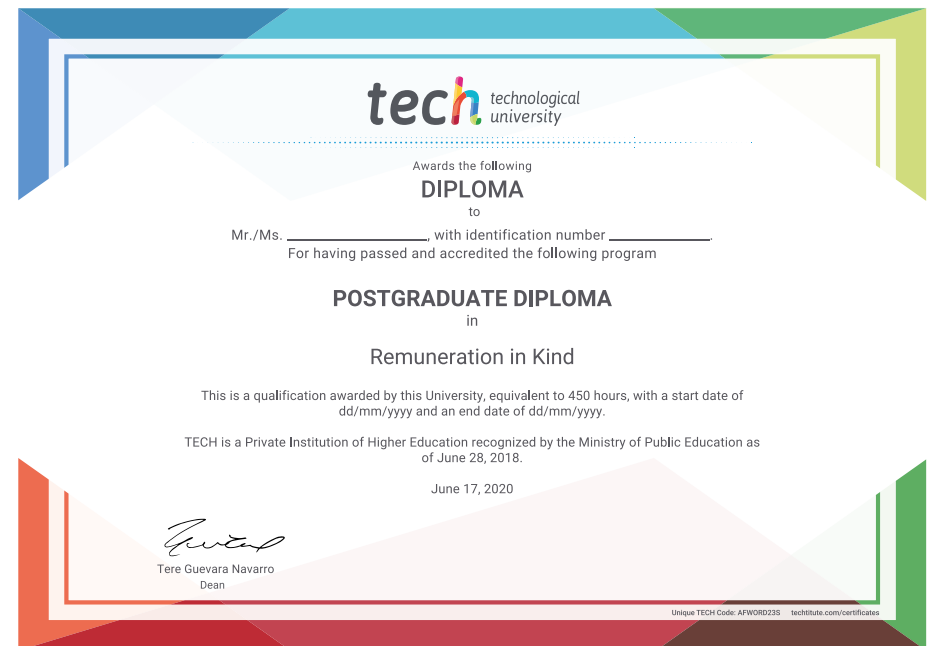 tech technological
university
Awards the following
DIPLOMA
to
Mr./Ms. ____________________, with identification number ______________.
For having passed and accredited the following program
POSTGRADUATE DIPLOMA
in
Remuneration in Kind
This is a qualification awarded by this University, equivalent to 450 hours, with a start date of
dd/mm/yyyy and an end date of dd/mm/yyyy.
TECH is a Private Institution of Higher Education recognized by the Ministry of Public Education as
of June 28, 2018.
June 17, 2020
Tere Guevara Navarro
Dean
Unique TECH Code: AFWORD23S techtitute.com/certificates